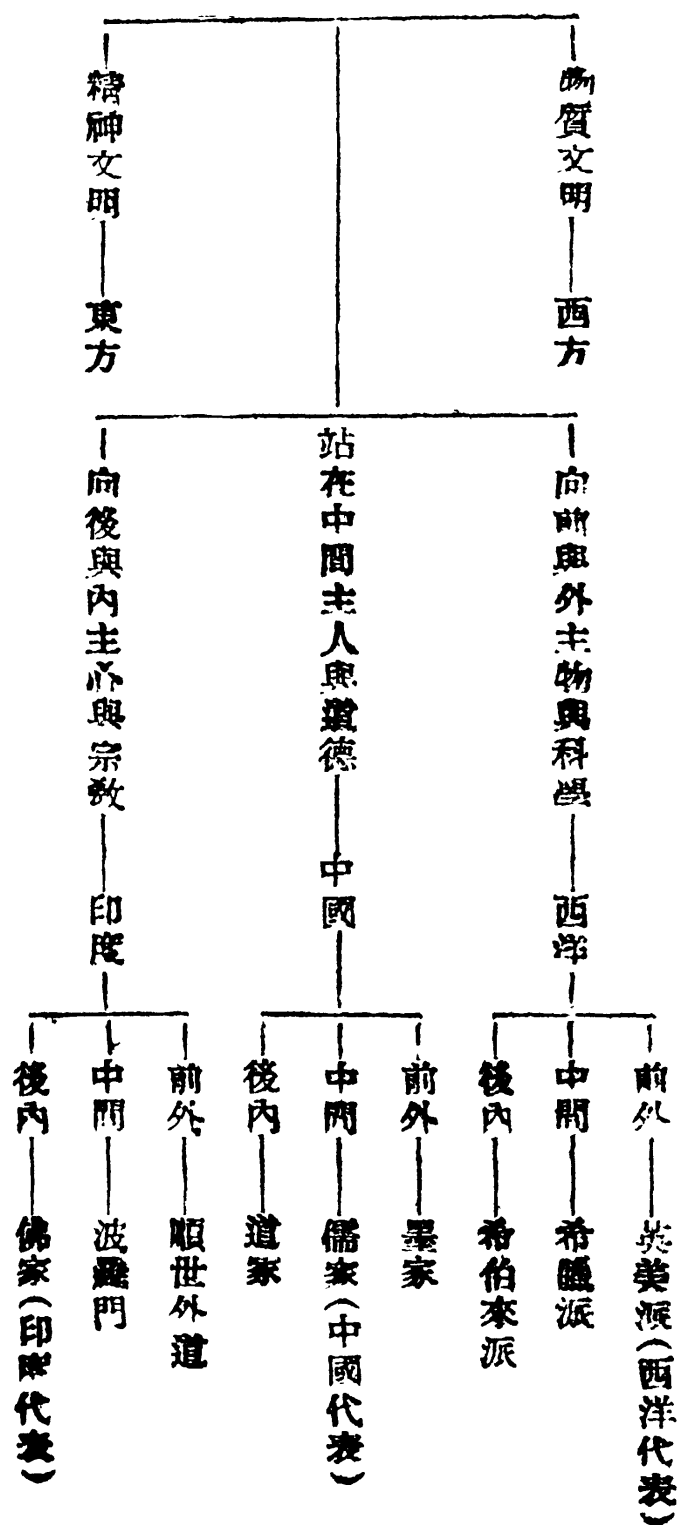 物質文明
西方
精神文明
東方
向前與外主物與科學
西洋
站在中間主人與道德
中國
向後與內主心與宗教
印度
前外
英美派(西洋代表)
中間
希臘派
後內
希伯來派
前外
墨家
中間
儒家(中國代表)
後內
道家
前外
順世外道
中間
波羅門
後內
佛家(印度代表)